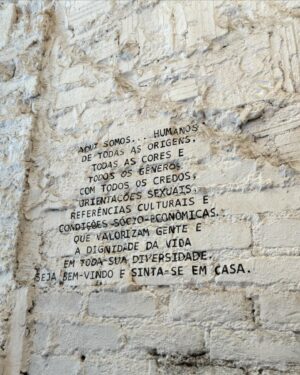 AQUI SOMOS... HUMANOS
DE TODAS AS ORIGENS.
TODAS AS CORES E
TODOS OS GÊNEROS
COM TODOS OS CREDOS,
ORIENTAÇÕES SEXUAIS.
REFERÊNCIAS CULTURAIS E
CONDIÇÕES SÓCIO-ECONÔMICAS.
QUE VALORIZAM GENTE E
A DIGNIDADE DA VIDA
EM TODA SUA DIVERSIDADE.
SEJA BEM-VINDO E SINTA-SE EM CASA.